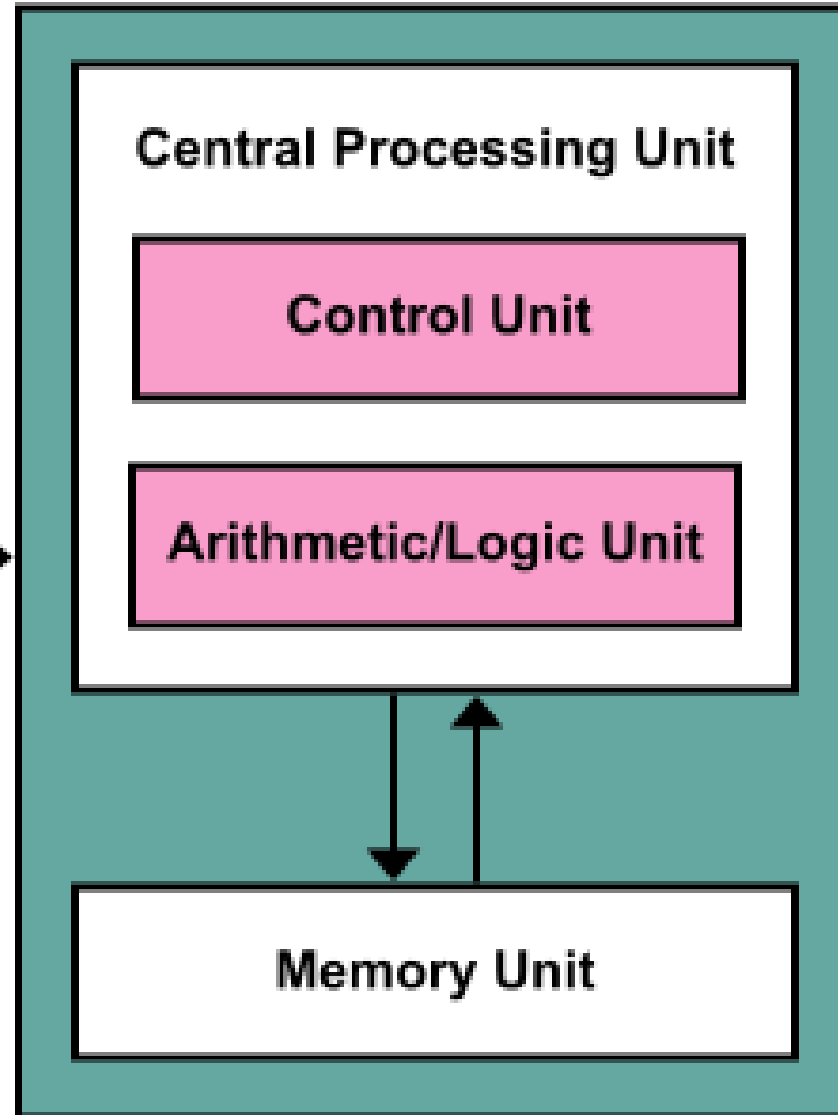 Central Processing Unit
Control Unit
Arithmetic/Logic Unit
Memory Unit